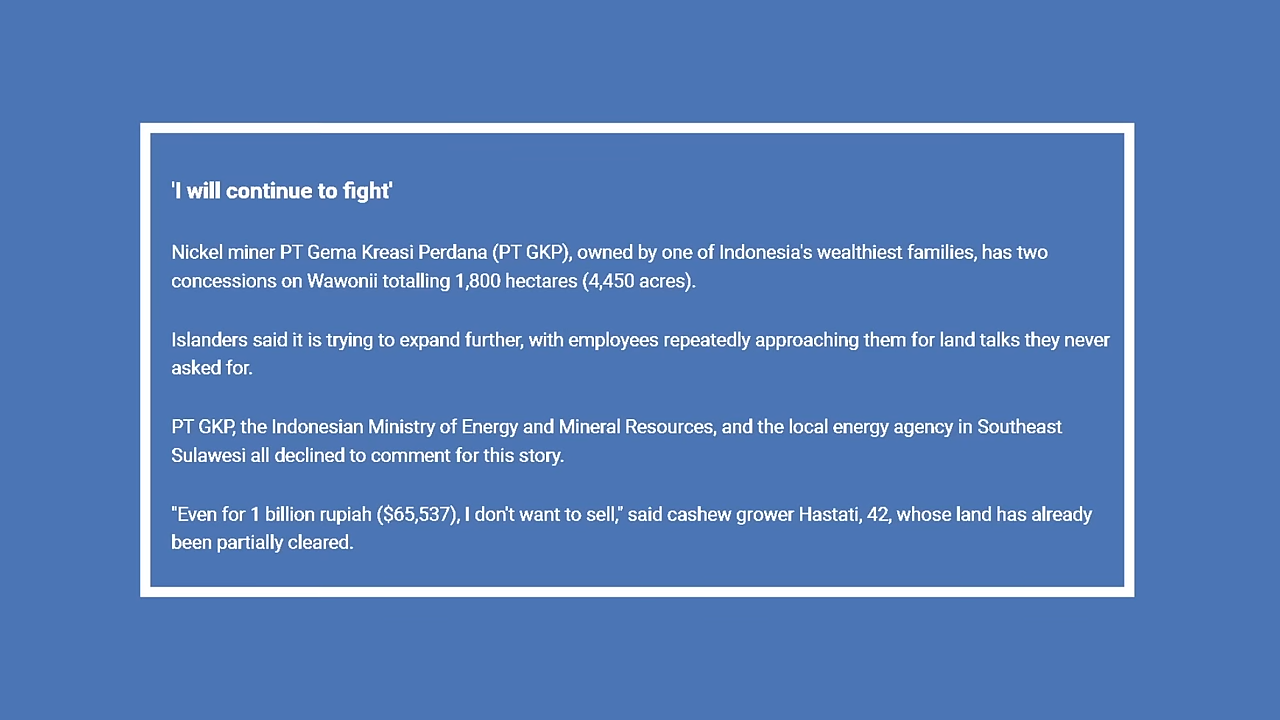 'I will continue to fight'
Nickel miner PT Gema Kreasi Perdana (PT GKP), owned by one of Indonesia's wealthiest families, has two
concessions on Wawonii totalling 1,800 hectares (4,450 acres).
Islanders said it is trying to expand further, with employees repeatedly approaching them for land talks they never
asked for.
PT GKP, the Indonesian Ministry of Energy and Mineral Resources, and the local energy agency in Southeast
Sulawesi all declined to comment for this story.
"Even for 1 billion rupiah ($65,537), I don't want to sell," said cashew grower Hastati, 42, whose land has already
been partially cleared.